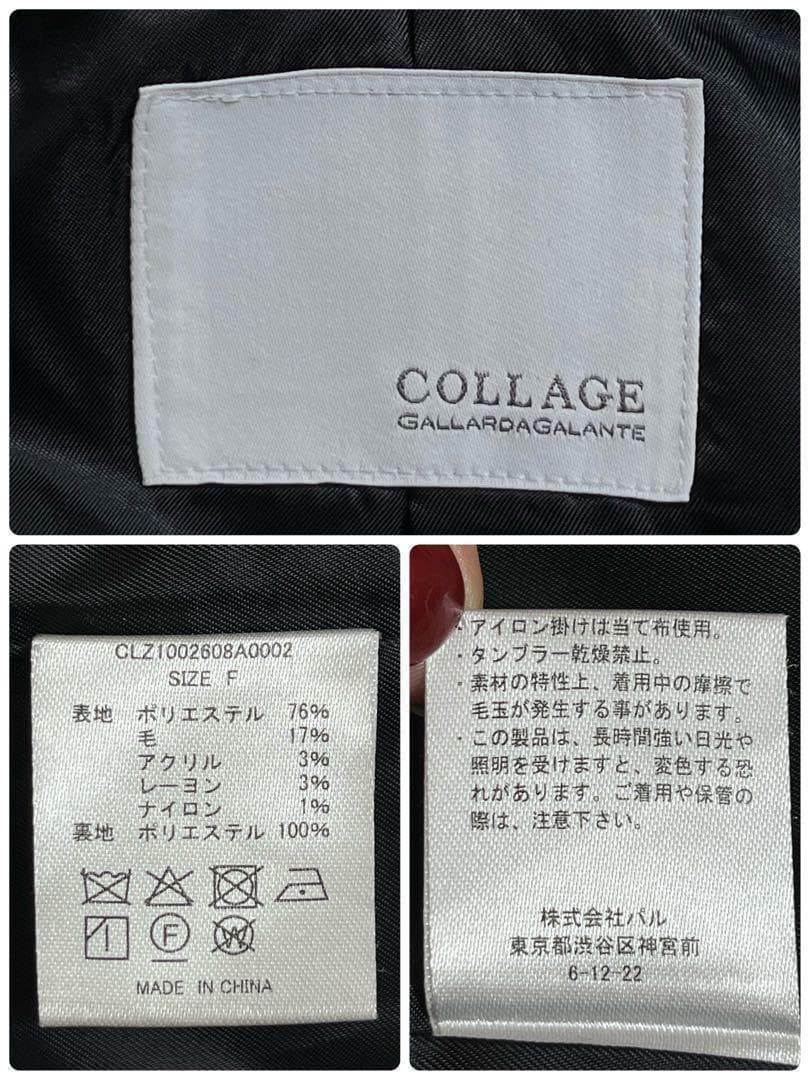 COLLAGE
GALLARDAGALANTE
CLZ1002608A0002
SIZE F
表地 ポリエステル 76%
毛 17%
アクリル 3%
レーヨン 3%
ナイロン 1%
裏地 ポリエステル 100%
F
W
MADE IN CHINA
・アイロン掛けは当て布使用。
・タンブラー乾燥禁止。
・素材の特性上、着用中の摩擦で
毛玉が発生する事があります。
・この製品は、長時間強い日光や
照明を受けますと、変色する恐
れがあります。ご着用や保管の
際は、注意下さい。
株式会社パル
東京都渋谷区神宮前
6-12-22